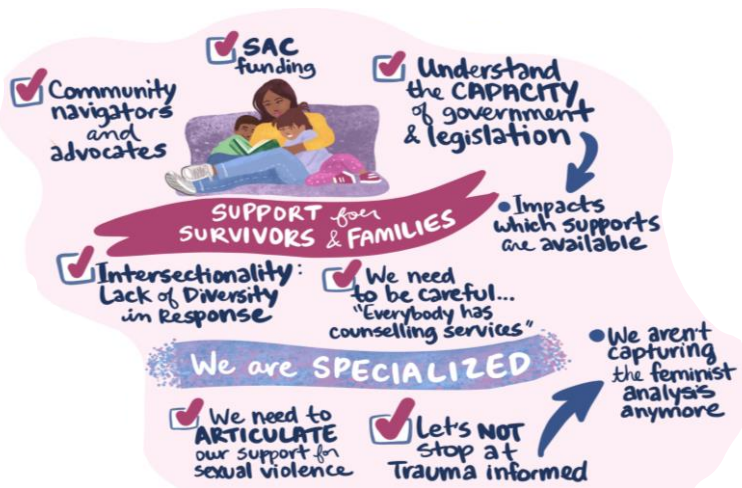 Community
navigators
and
advocates
SAC
funding
Understand
the CAPACITY
of government
& legislation
• Impacts
which supports
are available
SUPPORT for
SURVIVORS & FAMILIES
Intersectionality:
Lack of Diversity
in Response
We need
to be careful...
"Everybody has
counselling services"
We are SPECIALIZED
• We aren't
capturing
the feminist
analysis
anymore
We need to
ARTICULATE
our support for
sexual violence
Let's NOT
stop at
Trauma informed